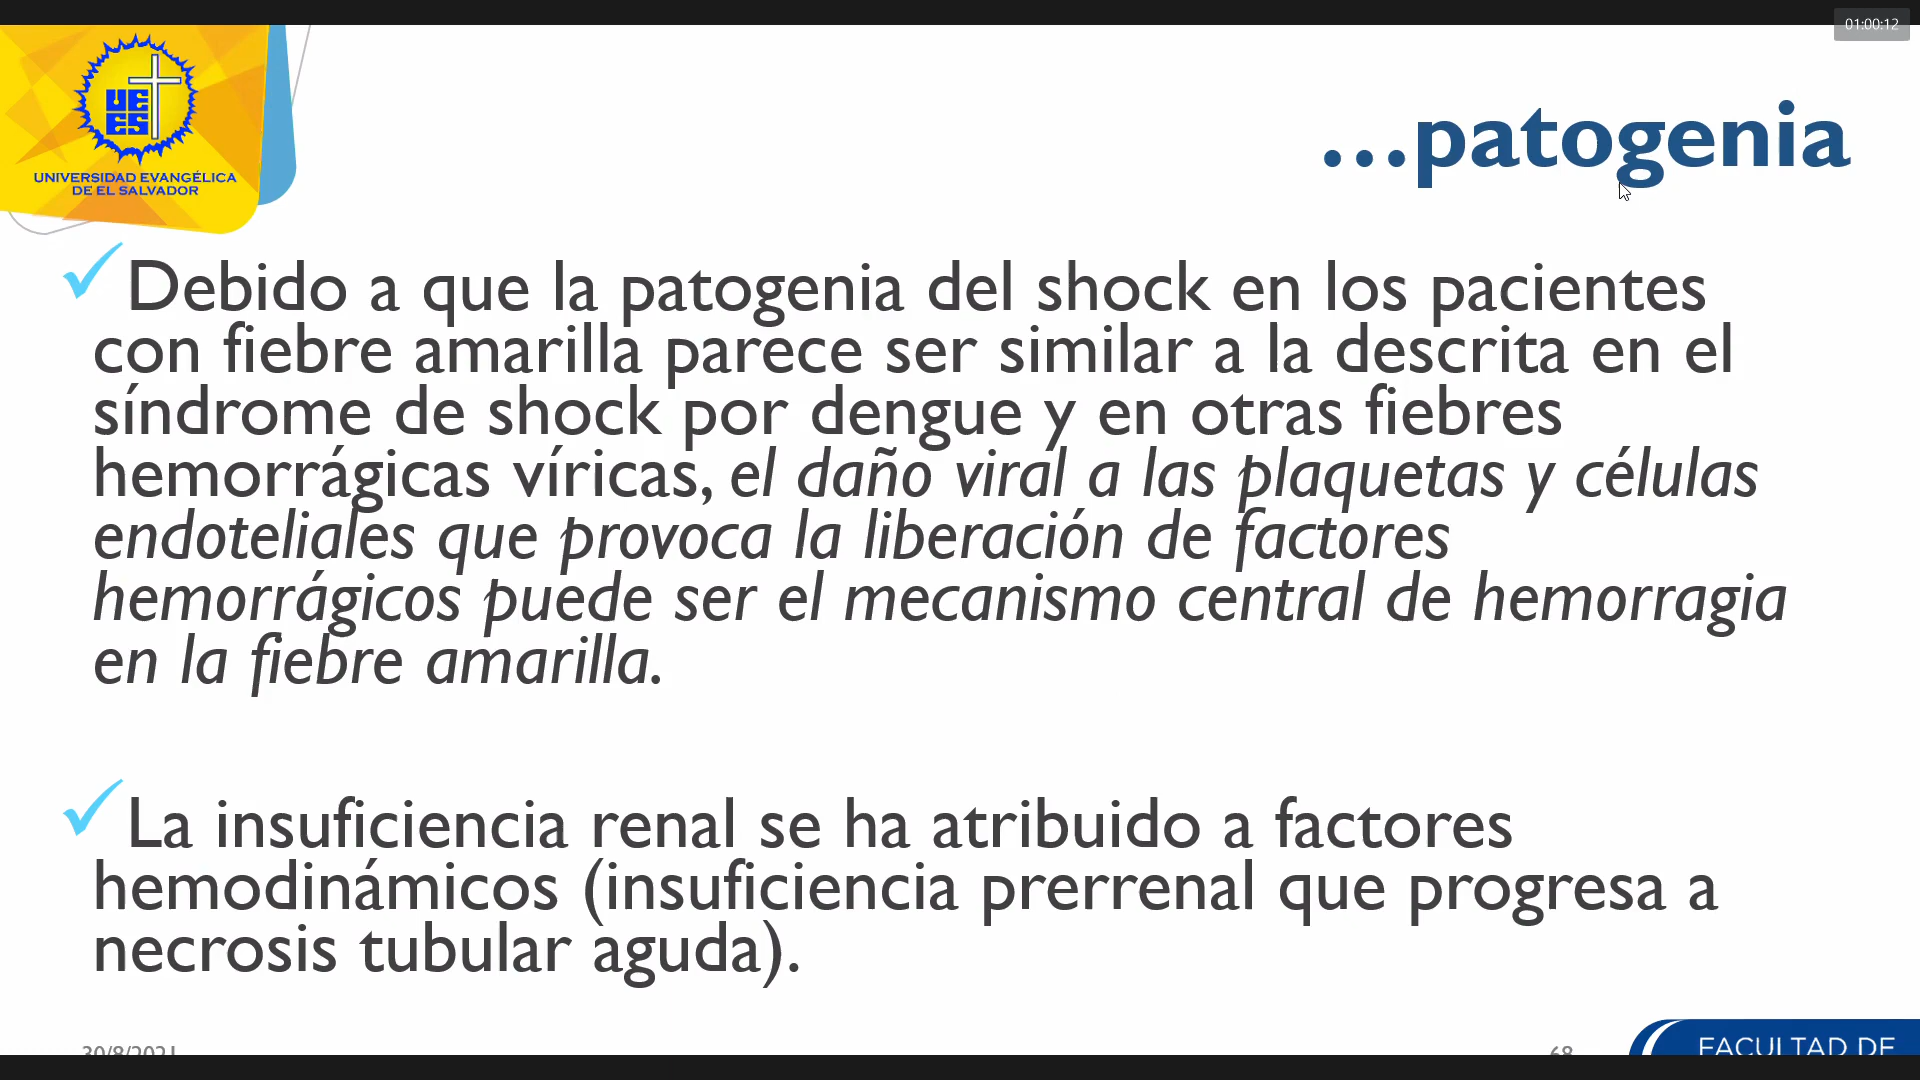 01:00:12
UE
ES
UNIVERSIDAD EVANGÉLICA
DE EL SALVADOR
...patogenia
Debido a que la patogenia del shock en los pacientes
con fiebre amarilla parece ser similar a la descrita en el
síndrome de shock por dengue y en otras fiebres
hemorrágicas víricas, el daño viral a las plaquetas y células
endoteliales que provoca la liberación de factores
hemorrágicos puede ser el mecanismo central de hemorragia
en la fiebre amarilla.
La insuficiencia renal se ha atribuido a factores
hemodinámicos (insuficiencia prerrenal que progresa a
necrosis tubular aguda).
30/8/2021
68
FACULTAD DE